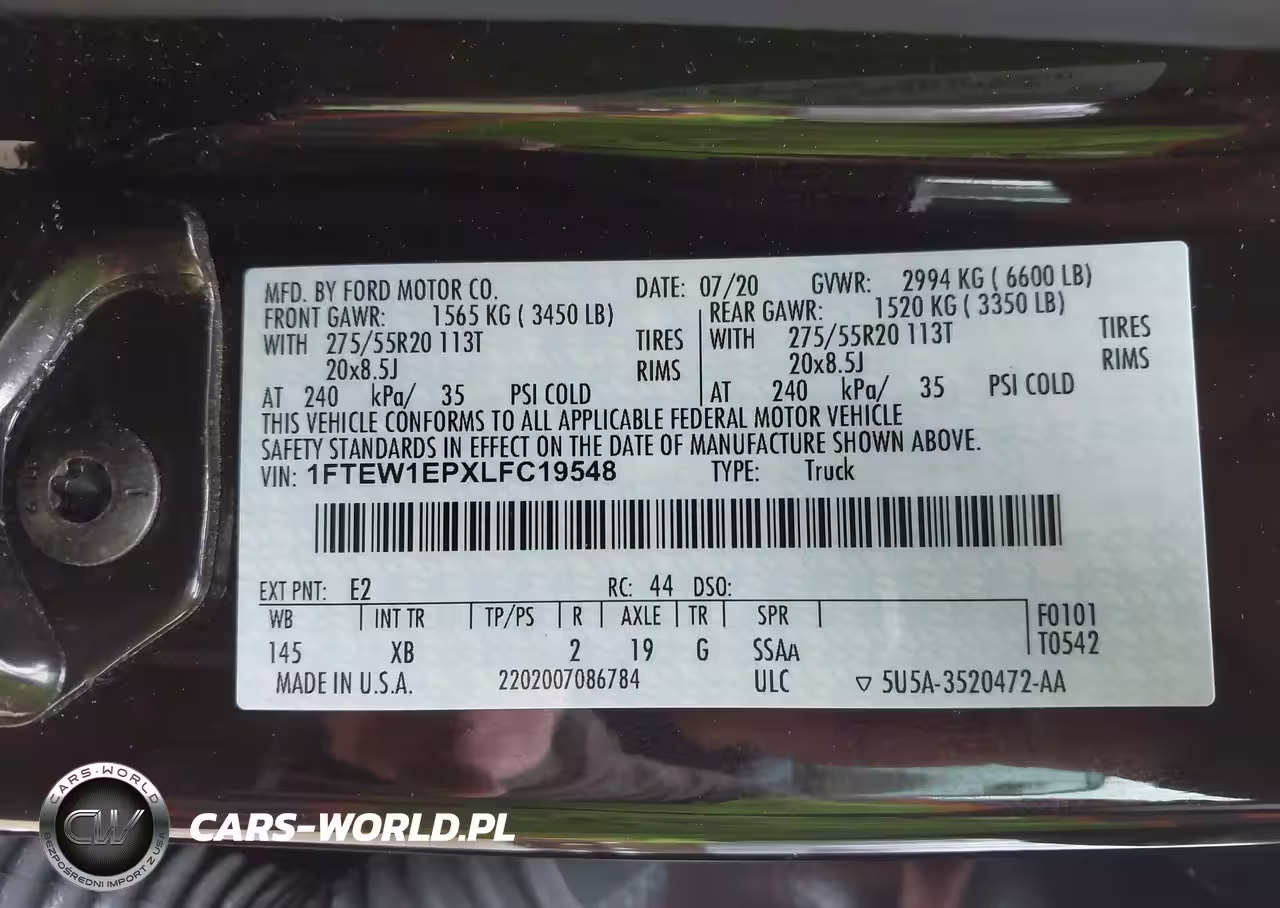 MFD. BY FORD MOTOR CO. DATE: 07/20 GVWR: 2994 KG ( 6600 LB)
FRONT GAWR: 1565 KG ( 3450 LB) REAR GAWR: 1520 KG ( 3350 LB)
WITH 275/55R20 113T TIRES WITH 275/55R20 113T TIRES
20x8.5J RIMS 20x8.5J RIMS
AT 240 kPa/ 35 PSI COLD AT 240 kPa/ 35 PSI COLD
THIS VEHICLE CONFORMS TO ALL APPLICABLE FEDERAL MOTOR VEHICLE
SAFETY STANDARDS IN EFFECT ON THE DATE OF MANUFACTURE SHOWN ABOVE.
VIN: 1FTEW1EPXLFC19548 TYPE: Truck
EXT PNT: E2 RC: 44 DSO:
WB INT TR TP/PS R AXLE TR SPR F0101
145 XB 2 19 G SSAA T0542
MADE IN U.S.A. 2202007086784 ULC ▽ 5U5A-3520472-AA
CARS-WORLD
CW
BEZPOŚREDNI IMPORT Z USA
CARS-WORLD.PL